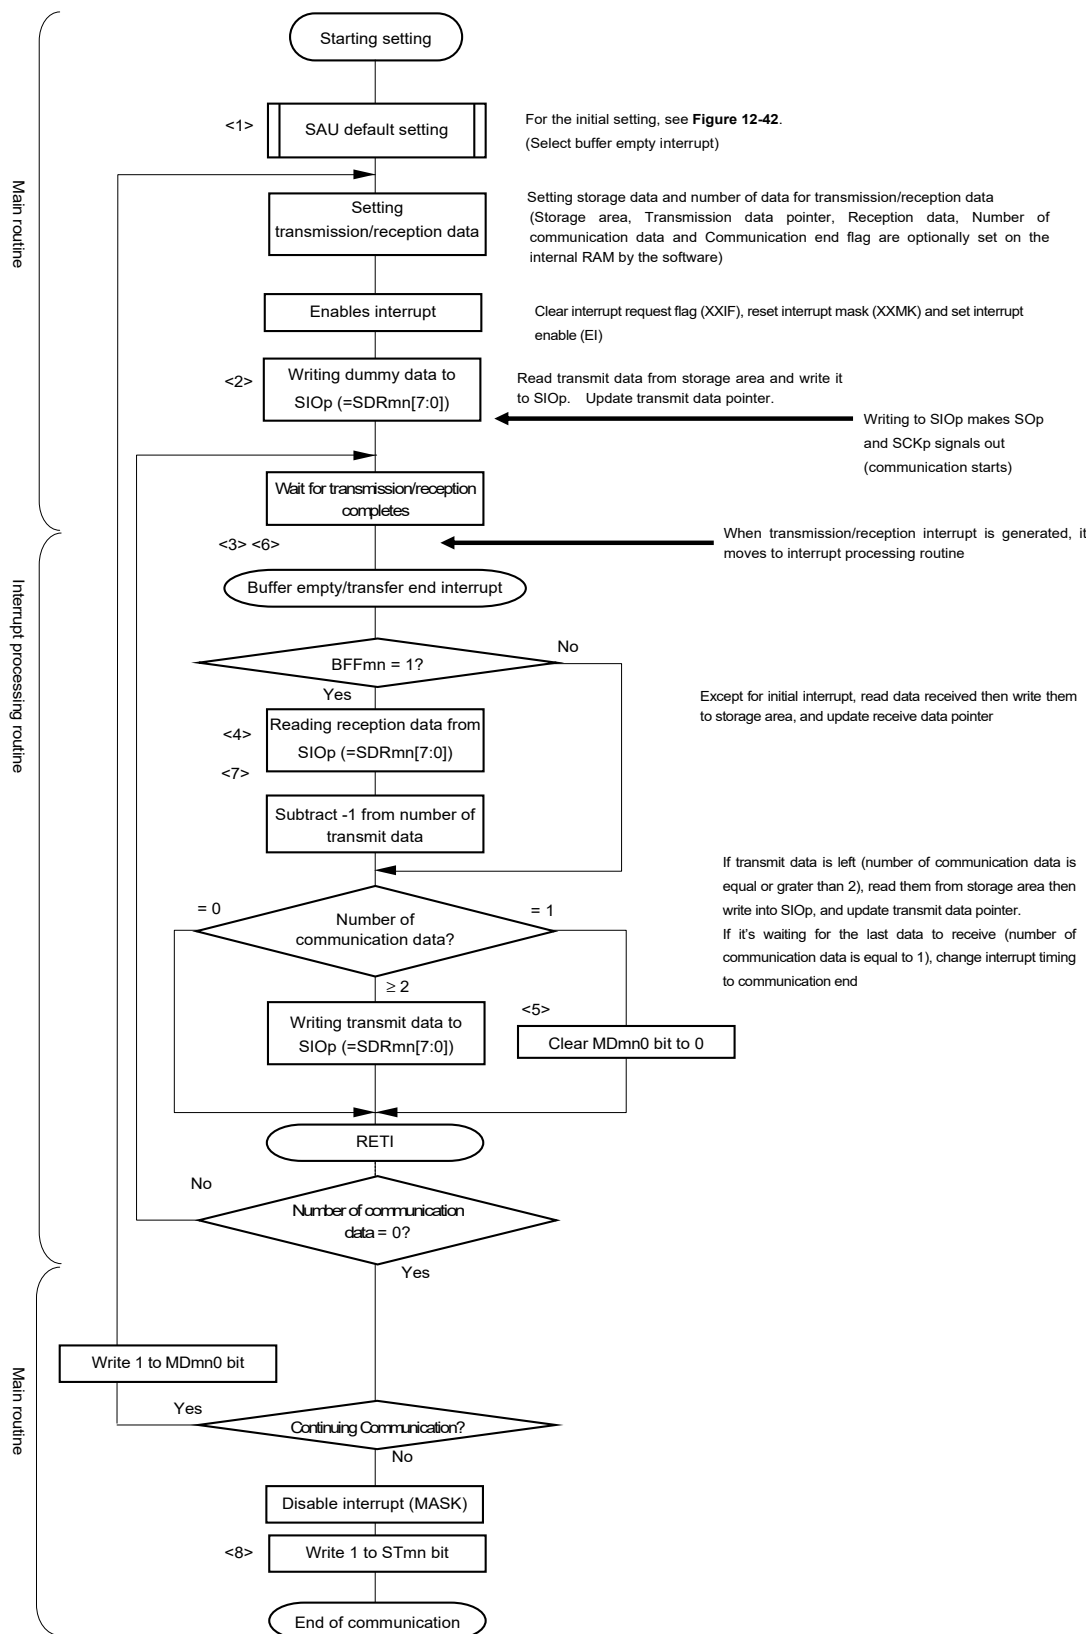 Starting setting
<1>
SAU default setting
For the initial setting, see Figure 12-42.
(Select buffer empty interrupt)
Main routine
Setting
transmission/reception data
Setting storage data and number of data for transmission/reception data
(Storage area, Transmission data pointer, Reception data, Number of
communication data and Communication end flag are optionally set on the
internal RAM by the software)
Enables interrupt
Clear interrupt request flag (XXIF), reset interrupt mask (XXMK) and set interrupt
enable (EI)
<2>
Writing dummy data to
SIOp (=SDRmn[7:0])
Read transmit data from storage area and write it
to SIOp. Update transmit data pointer.
Writing to SIOp makes SOp
and SCKp signals out
(communication starts)
Wait for transmission/reception
completes
<3> <6>
When transmission/reception interrupt is generated, it
moves to interrupt processing routine
Interrupt processing routine
Buffer empty/transfer end interrupt
BFFmn = 1?
No
Yes
Except for initial interrupt, read data received then write them
to storage area, and update receive data pointer
<4>
Reading reception data from
SIOp (=SDRmn[7:0])
<7>
Subtract -1 from number of
transmit data
If transmit data is left (number of communication data is
equal or grater than 2), read them from storage area then
write into SIOp, and update transmit data pointer.
If it's waiting for the last data to receive (number of
communication data is equal to 1), change interrupt timing
to communication end
= 0
Number of
communication data?
= 1
≥ 2
<5>
Writing transmit data to
SIOp (=SDRmn[7:0])
Clear MDmn0 bit to 0
RETI
No
Number of communication
data = 0?
Yes
Main routine
Write 1 to MDmn0 bit
Yes
Continuing Communication?
No
Disable interrupt (MASK)
<8>
Write 1 to STmn bit
End of communication